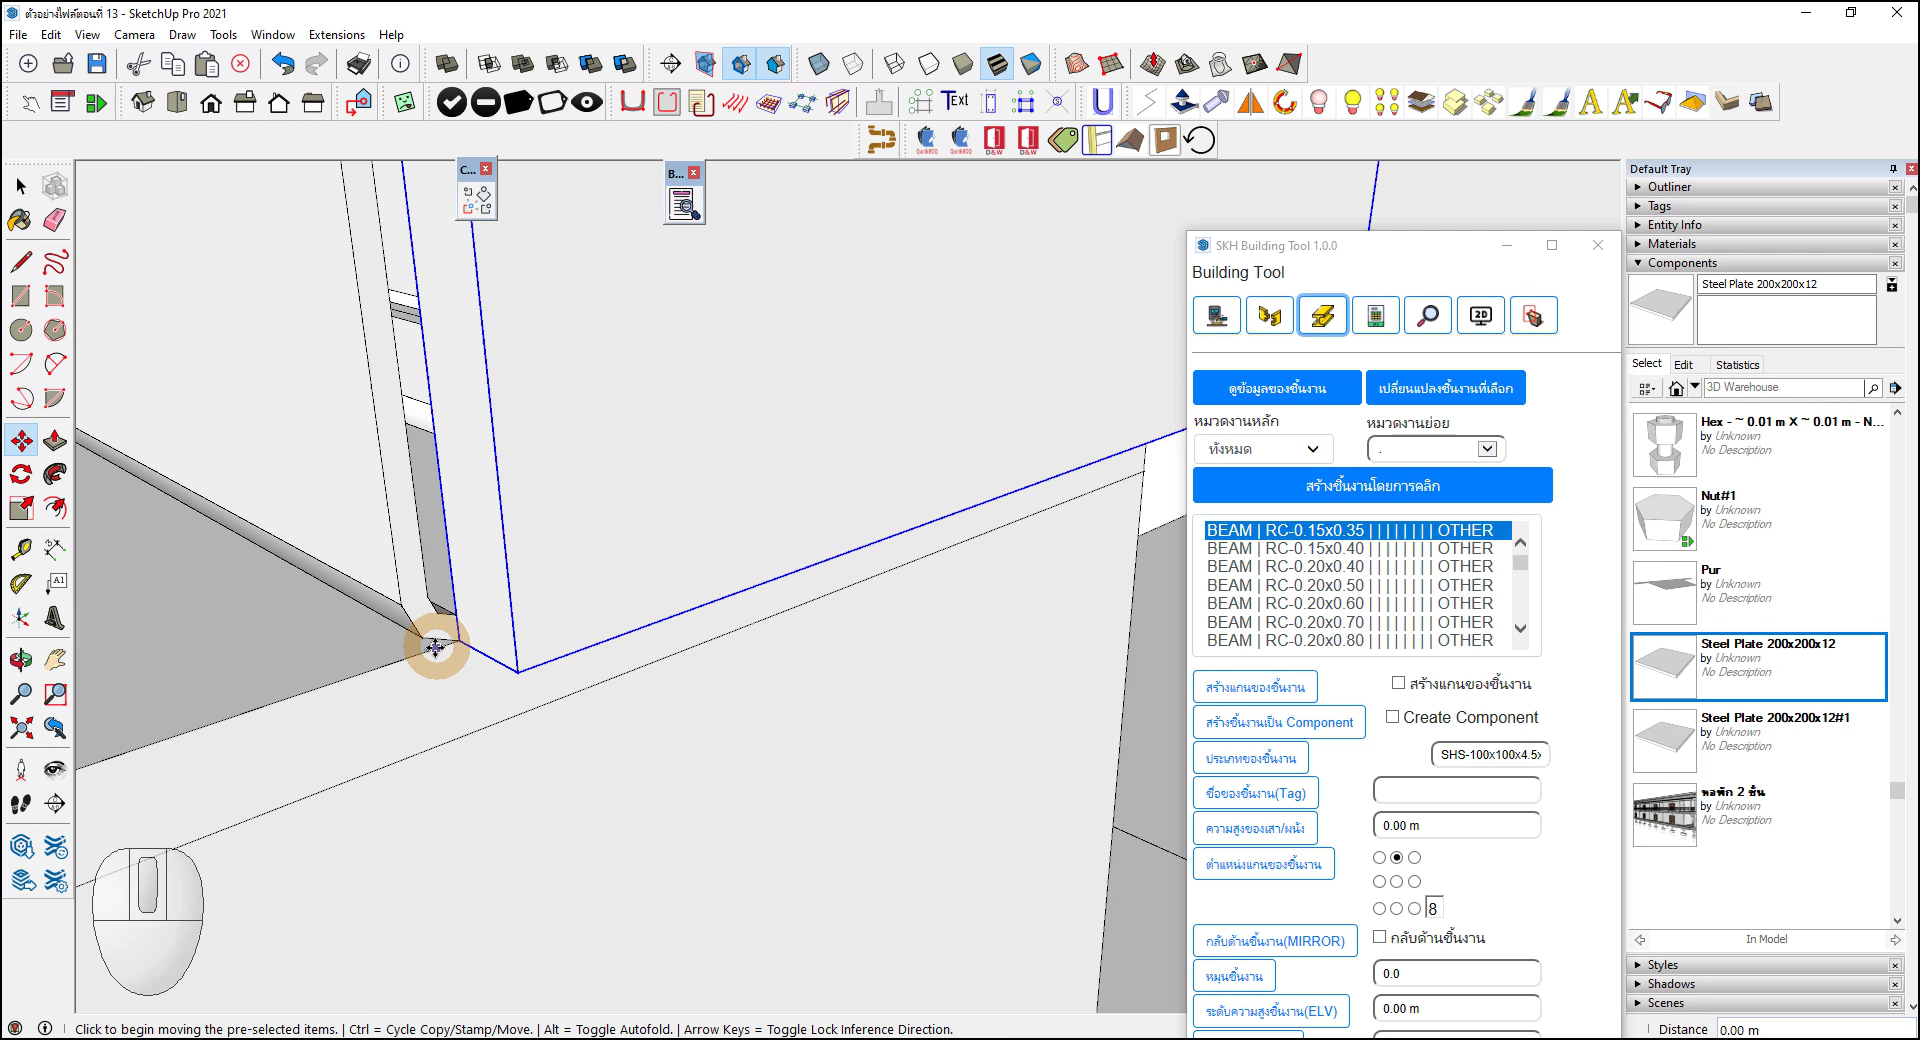 ตัวอย่างไฟล์ตอนที่ 13 - SketchUp Pro 2021
File Edit View Camera Draw Tools Window Extensions Help
Text
QuickBOQ QuickBOQ D&W D&W
C...
B...
A1
SKH Building Tool 1.0.0
Building Tool
2D
ดูข้อมูลของชิ้นงาน เปลี่ยนแปลงชิ้นงานที่เลือก
หมวดงานหลัก หมวดงานย่อย
ทั้งหมด .
สร้างชิ้นงานโดยการคลิก
BEAM | RC-0.15x0.35 | | | | | | | | OTHER
BEAM | RC-0.15x0.40 | | | | | | | | OTHER
BEAM | RC-0.20x0.40 | | | | | | | | OTHER
BEAM | RC-0.20x0.50 | | | | | | | | OTHER
BEAM | RC-0.20x0.60 | | | | | | | | OTHER
BEAM | RC-0.20x0.70 | | | | | | | | OTHER
BEAM | RC-0.20x0.80 | | | | | | | | OTHER
สร้างแกนของชิ้นงาน สร้างแกนของชิ้นงาน
สร้างชิ้นงานเป็น Component Create Component
ประเภทของชิ้นงาน SHS-100x100x4.5x
ชื่อของชิ้นงาน(Tag)
ความสูงของเสา/ผนัง 0.00 m
ตำแหน่งแกนของชิ้นงาน
8
กลับด้านชิ้นงาน(MIRROR) กลับด้านชิ้นงาน
หมุนชิ้นงาน 0.0
ระดับความสูงชิ้นงาน(ELV) 0.00 m
Default Tray
Outliner
Tags
Entity Info
Materials
Components
Steel Plate 200x200x12
Select Edit Statistics
3D Warehouse
Hex - ~ 0.01 m X ~ 0.01 m - N...
by Unknown
No Description
Nut#1
by Unknown
No Description
Pur
by Unknown
No Description
Steel Plate 200x200x12
by Unknown
No Description
Steel Plate 200x200x12#1
by Unknown
No Description
หอพัก 2 ชั้น
by Unknown
No Description
In Model
Styles
Shadows
Scenes
Click to begin moving the pre-selected items. | Ctrl = Cycle Copy/Stamp/Move. | Alt = Toggle Autofold. | Arrow Keys = Toggle Lock Inference Direction.
Distance 0.00 m